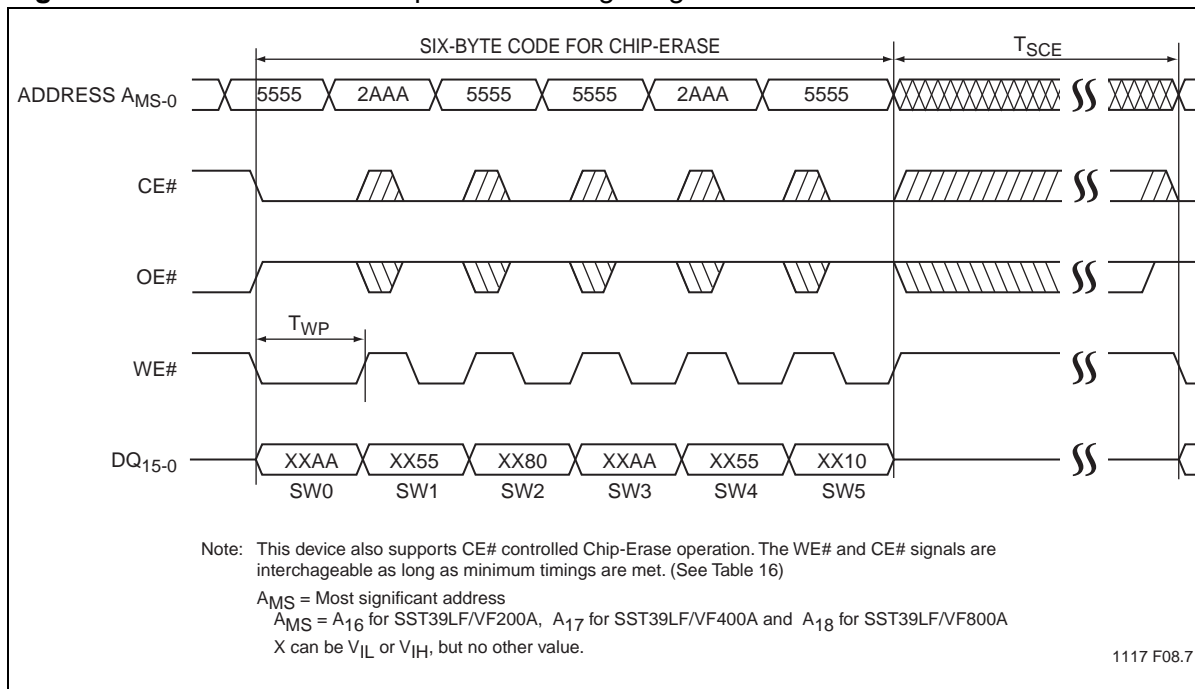 SIX-BYTE CODE FOR CHIP-ERASE
TSCE
ADDRESS AMS-0
5555 2AAA 5555 5555 2AAA 5555
CE#
OE#
TWP
WE#
DQ15-0
XXAA XX55 XX80 XXAA XX55 XX10
SW0 SW1 SW2 SW3 SW4 SW5
Note: This device also supports CE# controlled Chip-Erase operation. The WE# and CE# signals are
interchageable as long as minimum timings are met. (See Table 16)
AMS = Most significant address
AMS = A16 for SST39LF/VF200A, A17 for SST39LF/VF400A and A18 for SST39LF/VF800A
X can be VIL or VIH, but no other value.
1117 F08.7